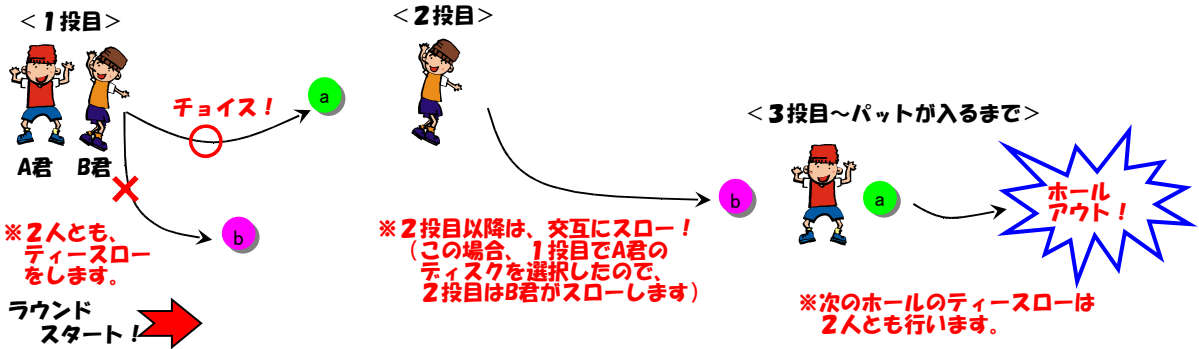 ＜１投目＞
A君
B君
チョイス！
a
b
※２人とも、
ティースロー
をします。
ラウンド
スタート！
＜２投目＞
b
※２投目以降は、交互にスロー！
（この場合、１投目でA君の
ディスクを選択したので、
２投目はB君がスローします）
＜３投目～パットが入るまで＞
a
ホール
アウト！
※次のホールのティースローは
２人とも行います。